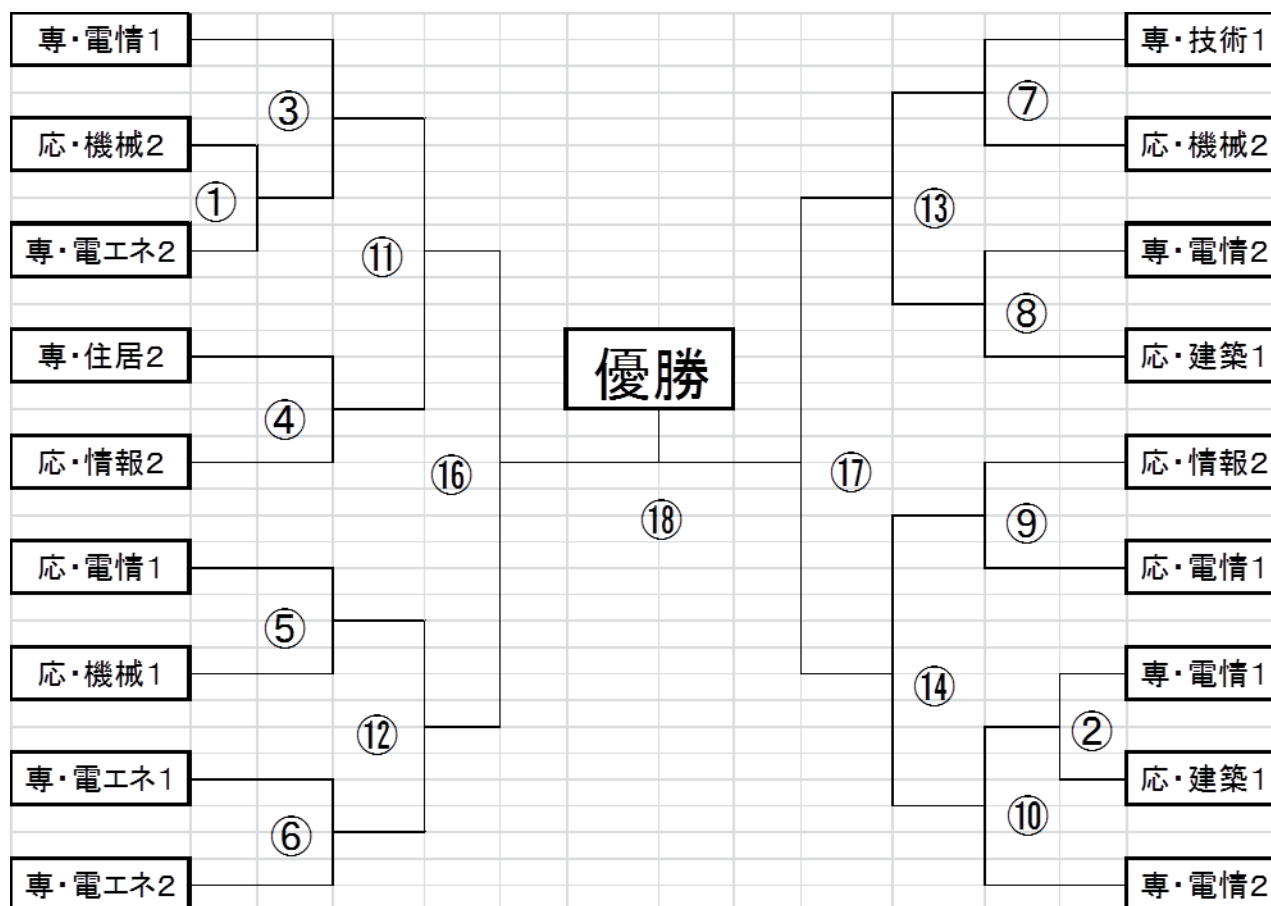 専・電情1
応・機械2
専・電エネ2
専・住居2
応・情報2
応・電情1
応・機械1
専・電エネ1
専・電エネ2
①
③
④
⑤
⑥
⑪
⑫
⑯
優勝
⑱
⑰
⑬
⑭
⑦
⑧
⑨
⑩
②
専・技術1
応・機械2
専・電情2
応・建築1
応・情報2
応・電情1
専・電情1
応・建築1
専・電情2